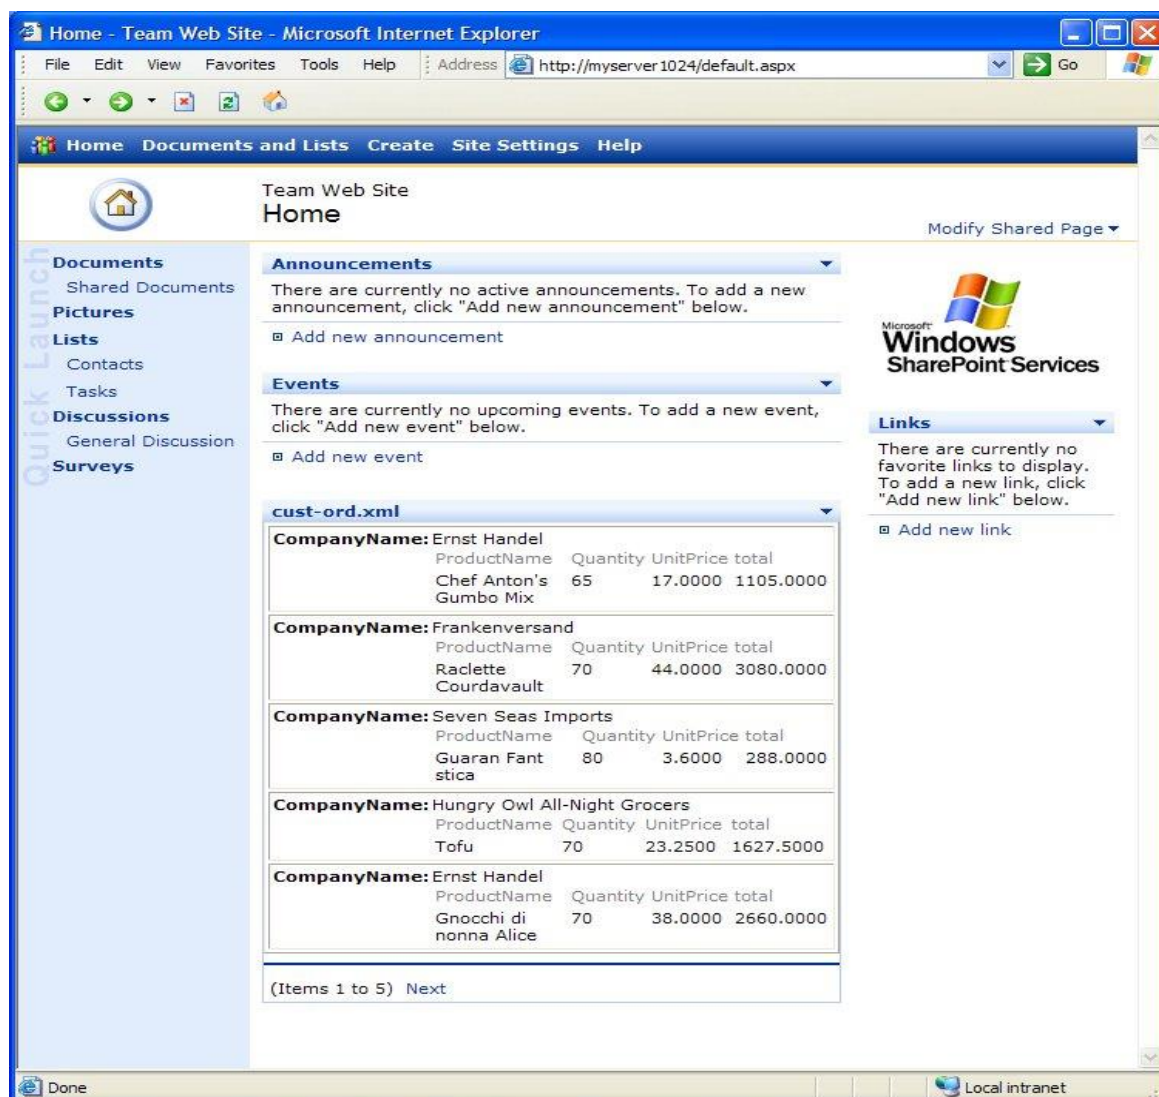 Home - Team Web Site - Microsoft Internet Explorer
File Edit View Favorites Tools Help Address http://myserver1024/default.aspx Go
Home Documents and Lists Create Site Settings Help
Team Web Site
Home
Modify Shared Page
Quick Launch
Documents
Shared Documents
Pictures
Lists
Contacts
Tasks
Discussions
General Discussion
Surveys
Announcements
There are currently no active announcements. To add a new
announcement, click "Add new announcement" below.
Add new announcement
Events
There are currently no upcoming events. To add a new event,
click "Add new event" below.
Add new event
cust-ord.xml
CompanyName: Ernst Handel
ProductName Quantity UnitPrice total
Chef Anton's 65 17.0000 1105.0000
Gumbo Mix
CompanyName: Frankenversand
ProductName Quantity UnitPrice total
Raclette 70 44.0000 3080.0000
Courdavault
CompanyName: Seven Seas Imports
ProductName Quantity UnitPrice total
Guaran Fant 80 3.6000 288.0000
stica
CompanyName: Hungry Owl All-Night Grocers
ProductName Quantity UnitPrice total
Tofu 70 23.2500 1627.5000
CompanyName: Ernst Handel
ProductName Quantity UnitPrice total
Gnocchi di 70 38.0000 2660.0000
nonna Alice
(Items 1 to 5) Next
Microsoft
Windows
SharePoint Services
Links
There are currently no
favorite links to display.
To add a new link, click
"Add new link" below.
Add new link
Done Local intranet